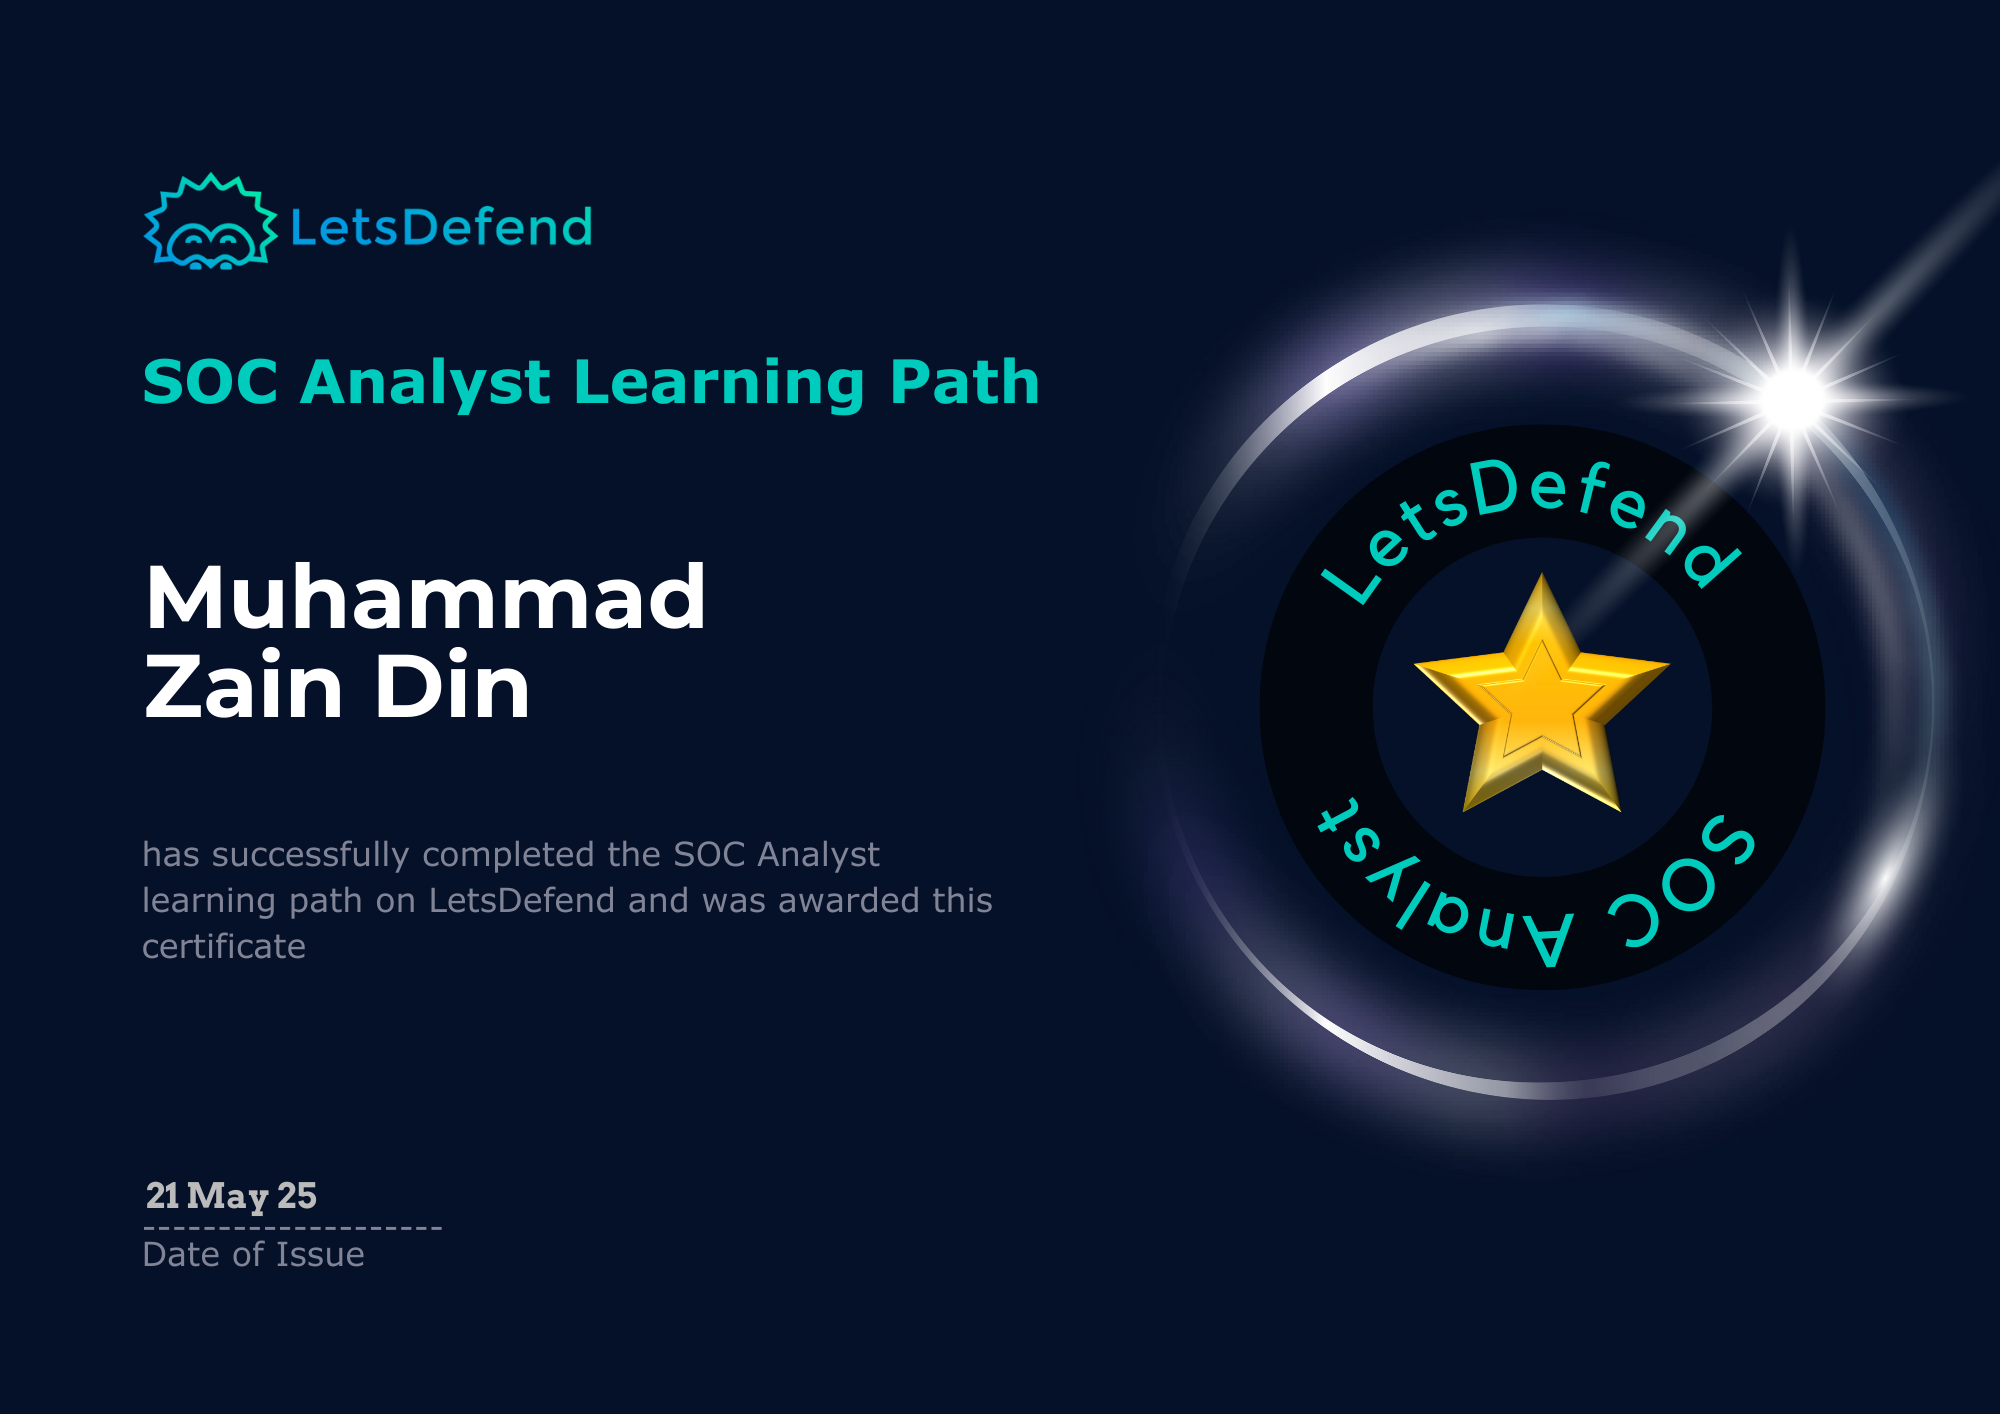 LetsDefend
SOC Analyst Learning Path
Muhammad
Zain Din
has successfully completed the SOC Analyst
learning path on LetsDefend and was awarded this
certificate
21 May 25
--------------------
Date of Issue
LetsDefend
SOC Analyst